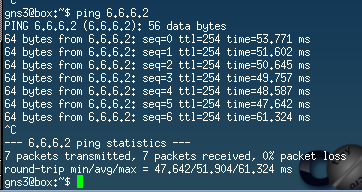 gns3@box:~$ ping 6.6.6.2
PING 6.6.6.2 (6.6.6.2): 56 data bytes
64 bytes from 6.6.6.2: seq=0 ttl=254 time=53.771 ms
64 bytes from 6.6.6.2: seq=1 ttl=254 time=51.602 ms
64 bytes from 6.6.6.2: seq=2 ttl=254 time=50.645 ms
64 bytes from 6.6.6.2: seq=3 ttl=254 time=49.757 ms
64 bytes from 6.6.6.2: seq=4 ttl=254 time=48.587 ms
64 bytes from 6.6.6.2: seq=5 ttl=254 time=47.642 ms
64 bytes from 6.6.6.2: seq=6 ttl=254 time=61.324 ms
^C
--- 6.6.6.2 ping statistics ---
7 packets transmitted, 7 packets received, 0% packet loss
round-trip min/avg/max = 47.642/51.904/61.324 ms
gns3@box:~$